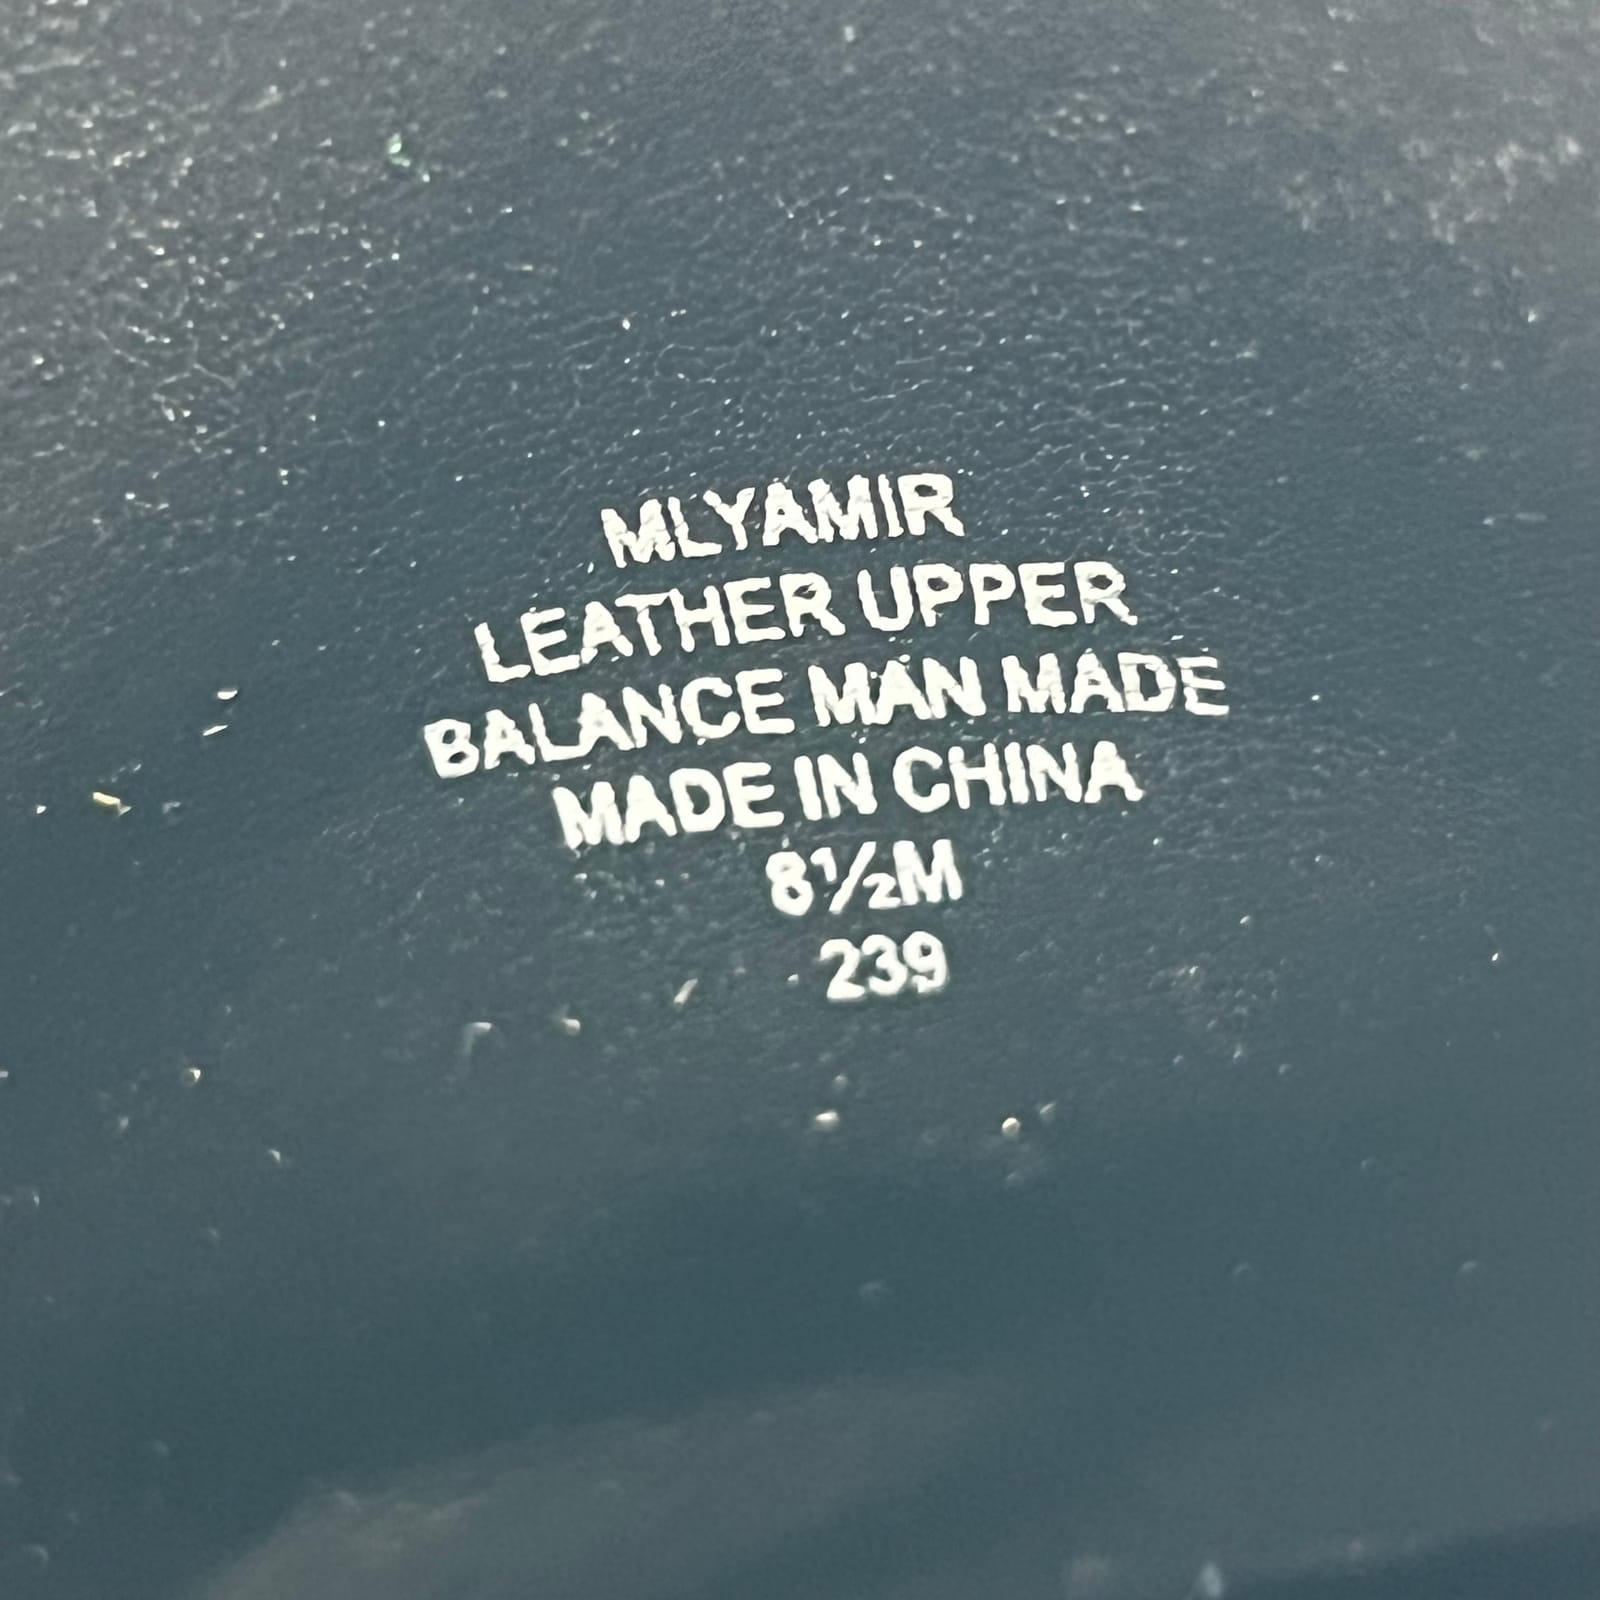 MLYAMIR
LEATHER UPPER
BALANCE MAN MADE
MADE IN CHINA
8½M
239